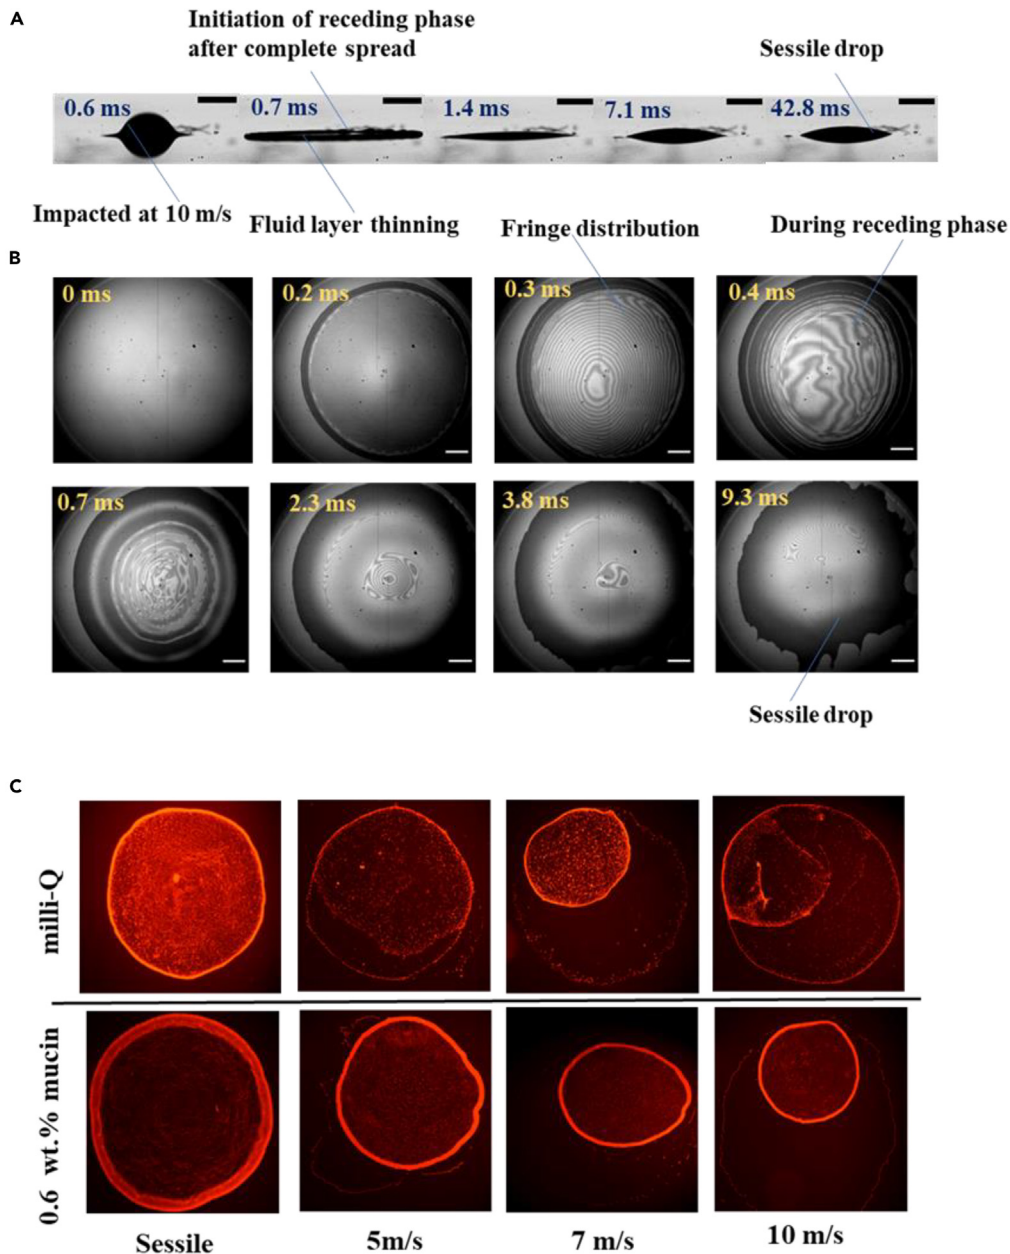 A
Initiation of receding phase
after complete spread
Sessile drop
0.6 ms
0.7 ms
1.4 ms
7.1 ms
42.8 ms
Impacted at 10 m/s
Fluid layer thinning
Fringe distribution
During receding phase
B
0 ms
0.2 ms
0.3 ms
0.4 ms
0.7 ms
2.3 ms
3.8 ms
9.3 ms
Sessile drop
C
milli-Q
0.6 wt.% mucin
Sessile
5m/s
7 m/s
10 m/s